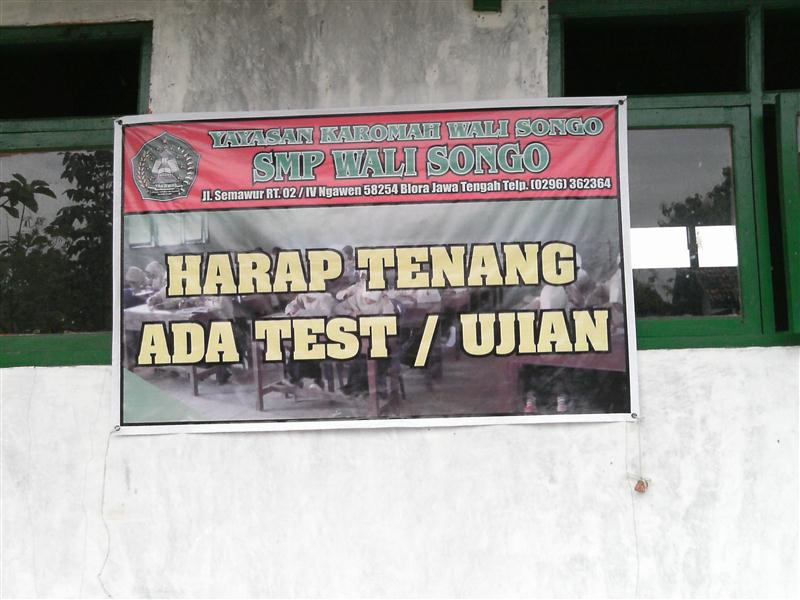 YAYASAN KAROMAH WALI SONGO
SMP WALI SONGO
Jl. Semawur RT. 02 / IV Ngawen 58254 Blora Jawa Tengah Telp. (0296) 362364
HARAP TENANG
ADA TEST / UJIAN